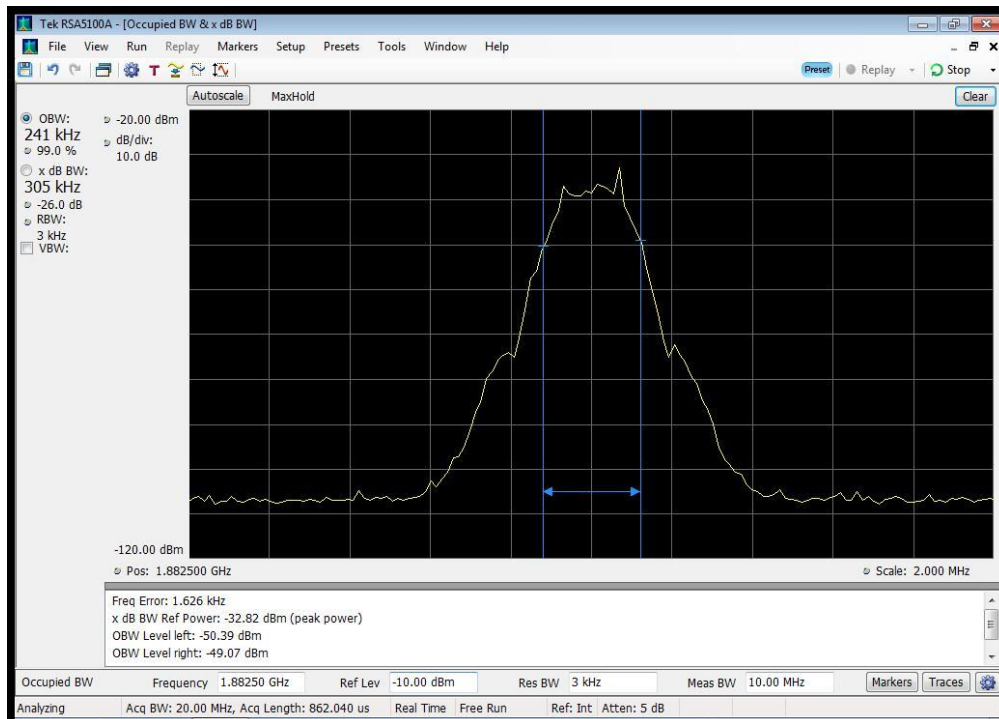 Tek RSA5100A - [Occupied BW & x dB BW]
File View Run Replay Markers Setup Presets Tools Window Help
T Preset Replay Stop
Autoscale MaxHold Clear
OBW:
241 kHz
99.0 %
x dB BW:
305 kHz
-26.0 dB
RBW:
3 kHz
VBW:
-20.00 dBm
dB/div:
10.0 dB
-120.00 dBm
Pos: 1.882500 GHz Scale: 2.000 MHz
Freq Error: 1.626 kHz
x dB BW Ref Power: -32.82 dBm (peak power)
OBW Level left: -50.39 dBm
OBW Level right: -49.07 dBm
Occupied BW Frequency 1.88250 GHz Ref Lev -10.00 dBm Res BW 3 kHz Meas BW 10.00 MHz Markers Traces
Analyzing Acq BW: 20.00 MHz, Acq Length: 862.040 us Real Time Free Run Ref: Int Atten: 5 dB